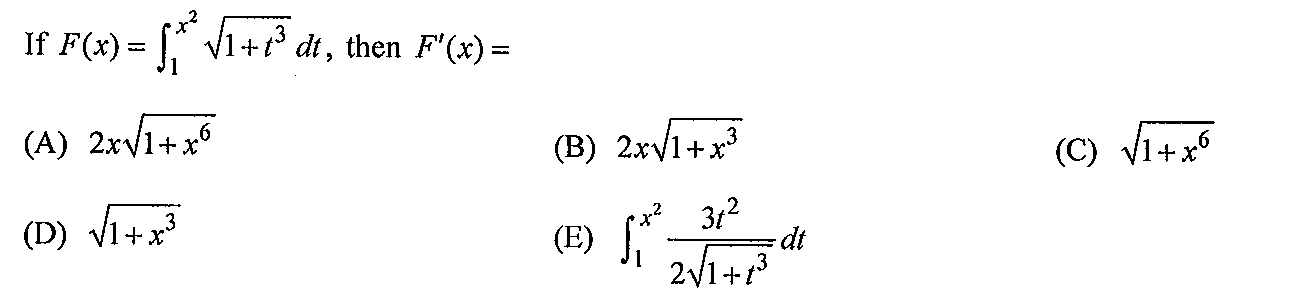 If F(x) = ∫₁^{x²} √(1+t³) dt, then F'(x) =
(A) 2x√(1+x⁶) (B) 2x√(1+x³) (C) √(1+x⁶)
(D) √(1+x³) (E) ∫₁^{x²} 3t²/(2√(1+t³)) dt